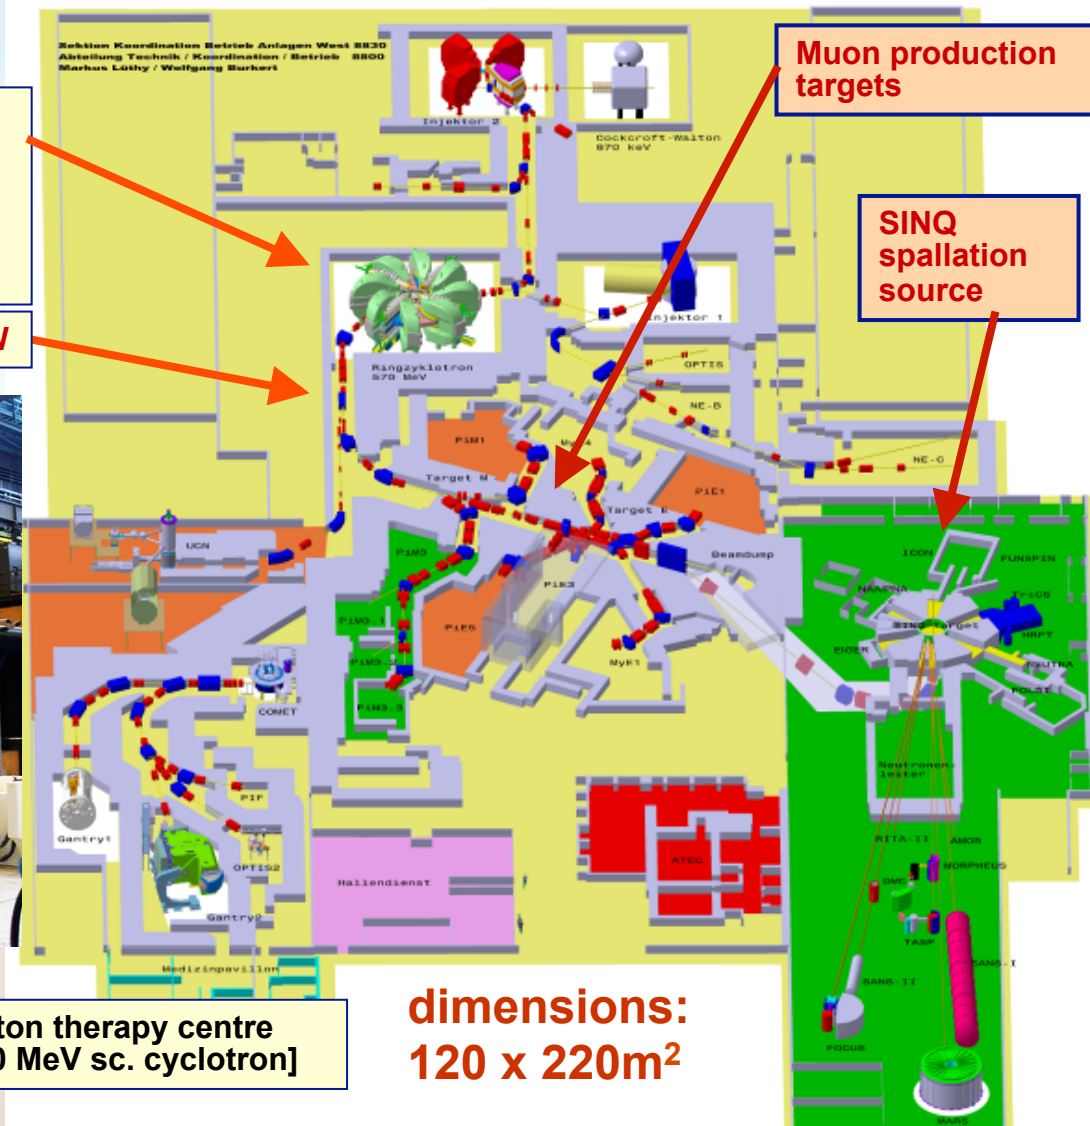 Sektion Koordination Betrieb Anlagen West 8830
Abteilung Technik / Koordination / Betrieb 8800
Markus Lüthy / Wolfgang Burkert
Muon production
targets
Injektor 2
Cockcroft-Walton
870 keV
SINQ
spallation
source
Injektor 1
Ringzyklotron
OPTIS
NE-B
NE-C
PiM1
Target M
PiE1
Target E
UCN
PiM3
Beamdump
ICON
FUNSPIN
PiE3
TriCS
PiM3.1
PiE5
SINQ Target
HRPT
EIGER
NEUTRA
PiM3.2
MyE1
POLDI
COMET
PiM3.3
Neutronen-
leiter
PIF
Gantry1
RITA-II
AMOR
OPTIS2
ATEC
MORPHEUS
Hallendienst
DMC
Gantry2
TASP
SANS-I
Medizinpavillon
SANS-II
ton therapy centre
0 MeV sc. cyclotron]
dimensions:
120 x 220m²
FOCUS
MARS